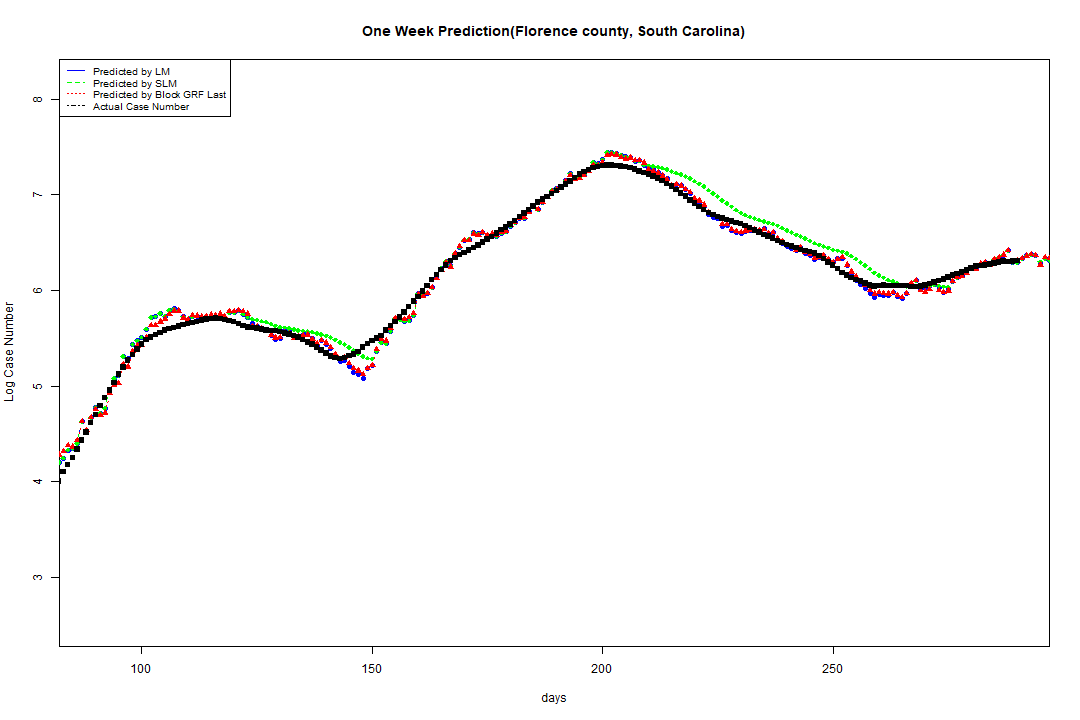 One Week Prediction(Florence county, South Carolina)
Predicted by LM
Predicted by SLM
Predicted by Block GRF Last
Actual Case Number
8
7
6
5
4
3
Log Case Number
100
150
200
250
days